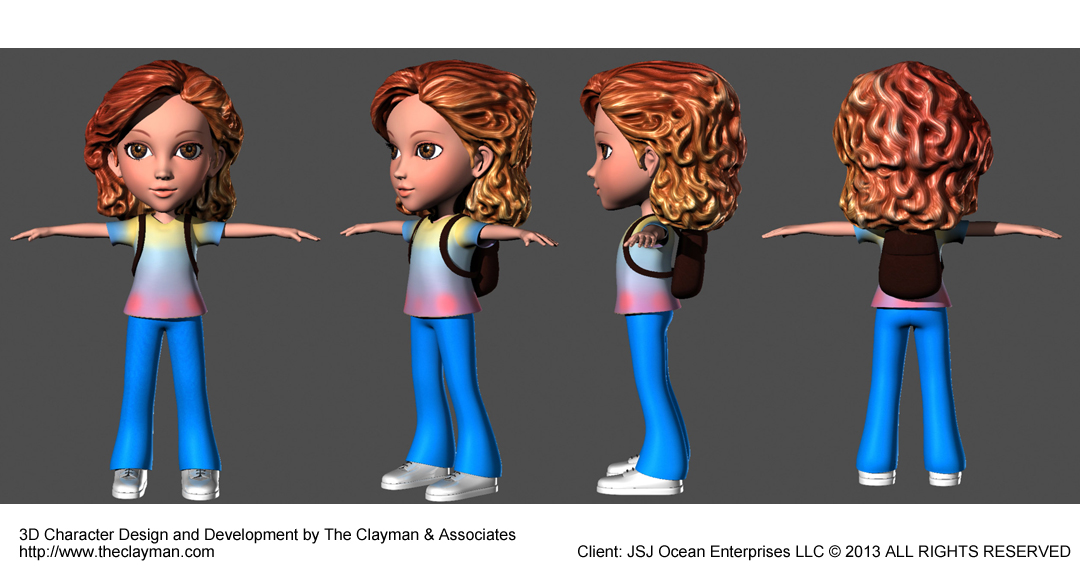 3D Character Design and Development by The Clayman & Associates
http://www.theclayman.com
Client: JSJ Ocean Enterprises LLC © 2013 ALL RIGHTS RESERVED